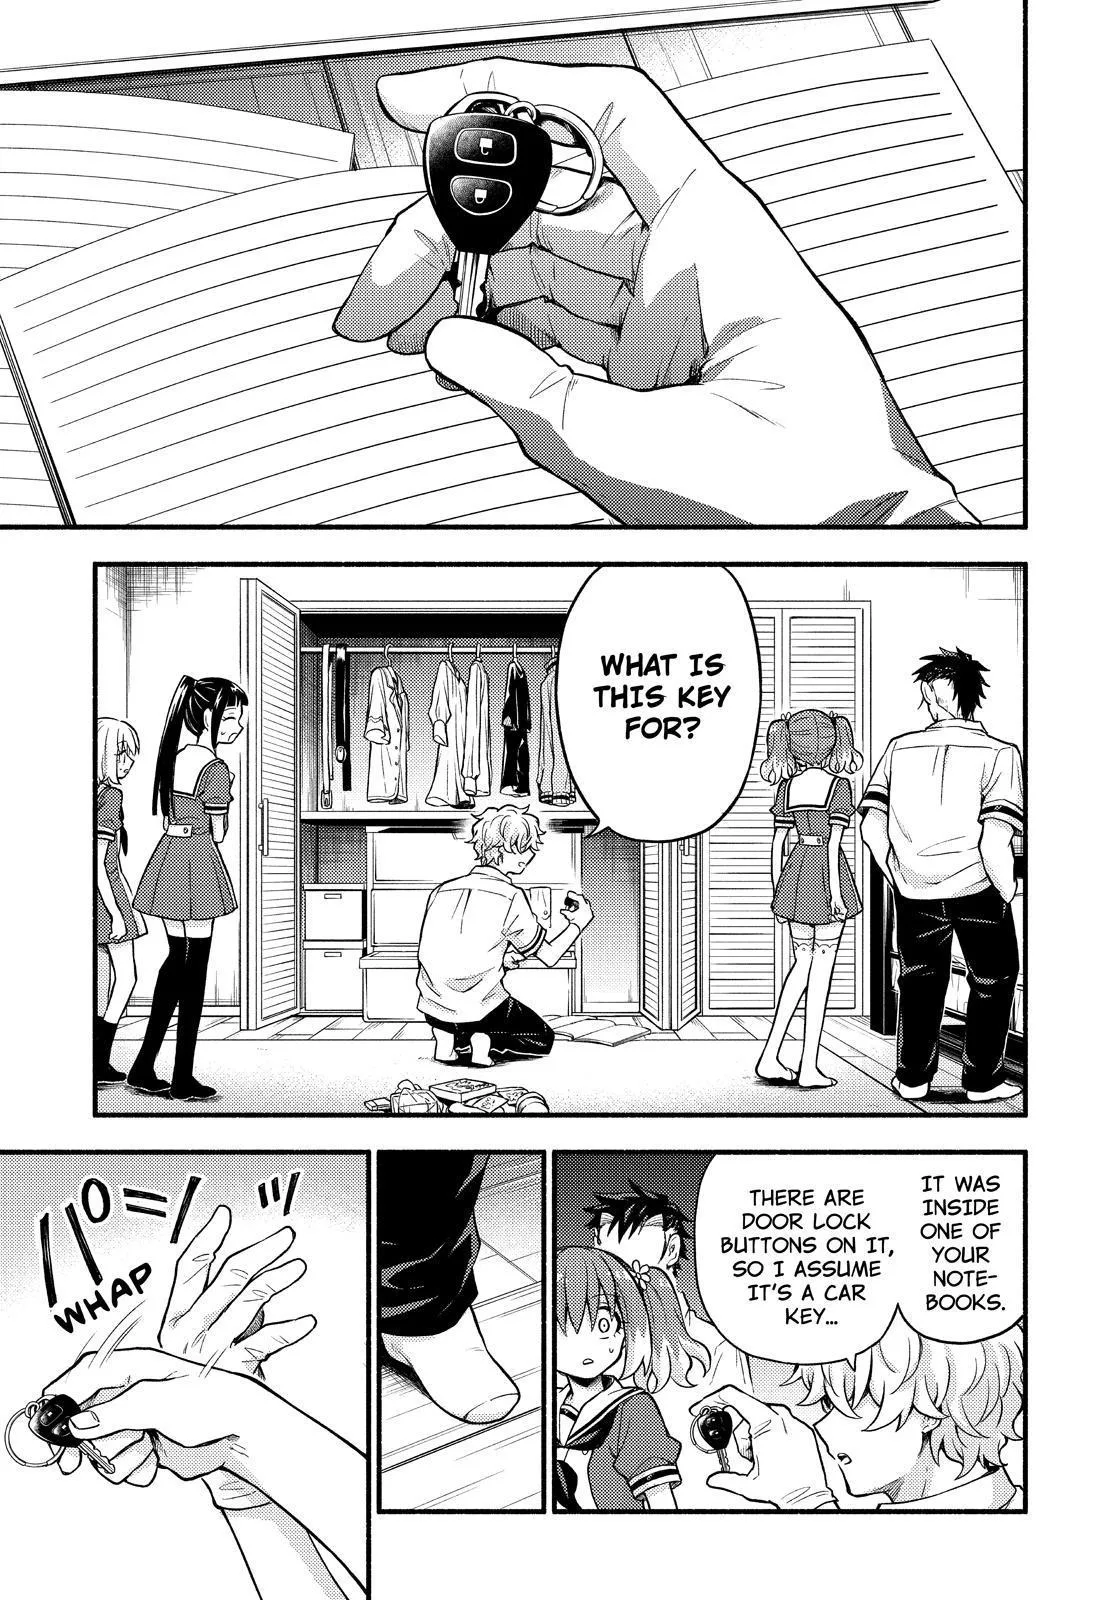 WHAT IS
THIS KEY
FOR?
IT WAS
INSIDE
ONE OF
YOUR
NOTE-
BOOKS.
THERE ARE
DOOR LOCK
BUTTONS ON IT,
SO I ASSUME
IT'S A CAR
KEY...
WHAP